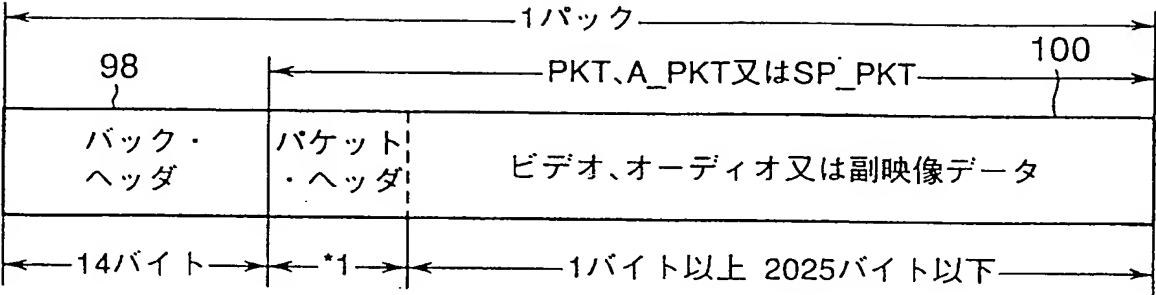 1パック
98
100
PKT、A_PKT又はSP_PKT
バック・
ヘッダ
パケット
・ヘッダ
ビデオ、オーディオ又は副映像データ
14バイト
*1
1バイト以上 2025バイト以下